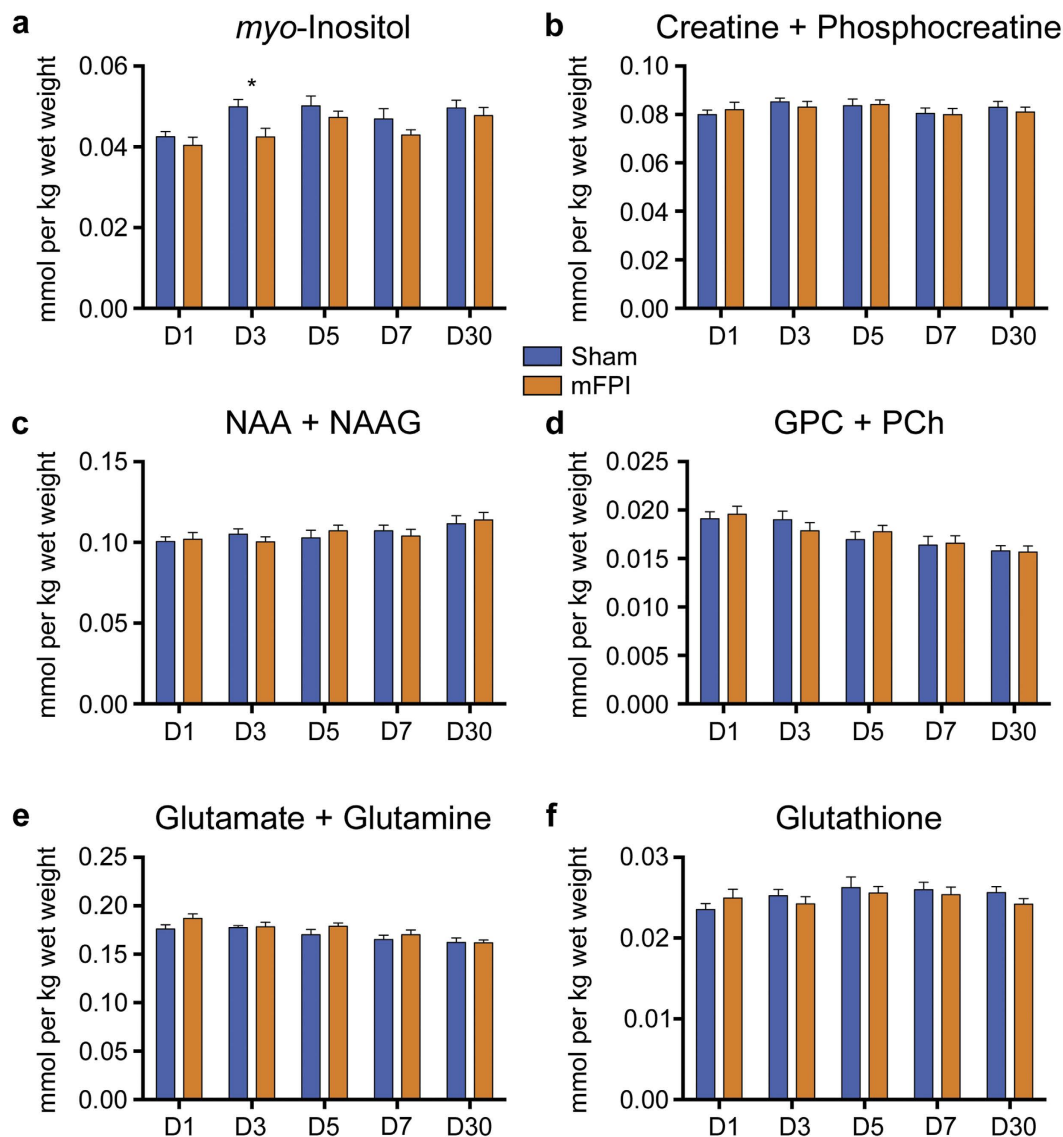 a
myo-Inositol
mmol per kg wet weight
0.06
0.04
0.02
0.00
*
D1 D3 D5 D7 D30
b
Creatine + Phosphocreatine
mmol per kg wet weight
0.10
0.08
0.06
0.04
0.02
0.00
D1 D3 D5 D7 D30
Sham
mFPI
c
NAA + NAAG
mmol per kg wet weight
0.15
0.10
0.05
0.00
D1 D3 D5 D7 D30
d
GPC + PCh
mmol per kg wet weight
0.025
0.020
0.015
0.010
0.005
0.000
D1 D3 D5 D7 D30
e
Glutamate + Glutamine
mmol per kg wet weight
0.25
0.20
0.15
0.10
0.05
0.00
D1 D3 D5 D7 D30
f
Glutathione
mmol per kg wet weight
0.03
0.02
0.01
0.00
D1 D3 D5 D7 D30